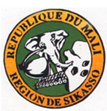 REPUBLIQUE DU MALI
REGION DE SIKASSO